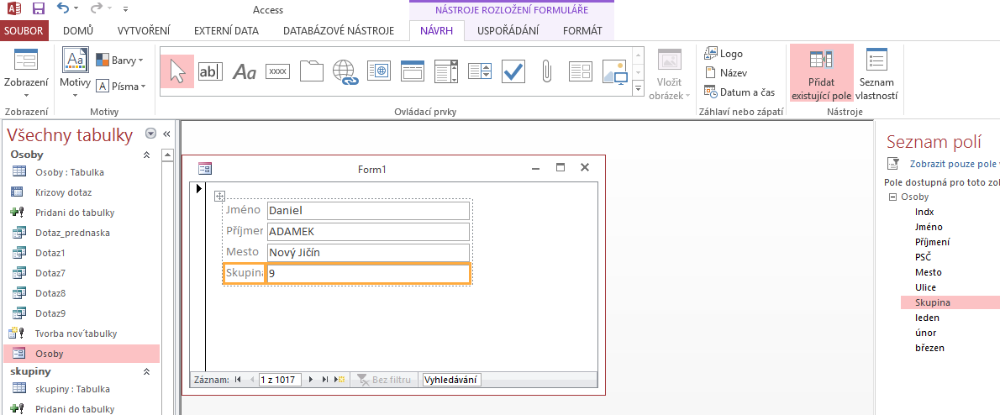 Access
NÁSTROJE ROZLOŽENÍ FORMULÁŘE
SOUBOR DOMŮ VYTVOŘENÍ EXTERNÍ DATA DATABÁZOVÉ NÁSTROJE NÁVRH USPOŘÁDÁNÍ FORMÁT
Zobrazení
Zobrazení
Aa
Motivy
Barvy
A Písma
Motivy
ab| Aa xxxx
Ovládací prvky
Vložit
obrázek
Logo
Název
Datum a čas
Záhlaví nebo zápatí
Přidat
existující pole
Seznam
vlastností
Nástroje
Všechny tabulky
Osoby
Osoby : Tabulka
Krizovy dotaz
Pridani do tabulky
Dotaz_prednaska
Dotaz1
Dotaz7
Dotaz8
Dotaz9
Tvorba nov´tabulky
Osoby
skupiny
skupiny : Tabulka
Pridani do tabulky
Form1
Jméno Daniel
Příjmer ADAMEK
Mesto Nový Jičín
Skupina 9
Záznam: 1 z 1017 Bez filtru Vyhledávání
Seznam polí
Zobrazit pouze pole v
Pole dostupná pro toto zob
Osoby
Indx
Jméno
Příjmení
PSČ
Mesto
Ulice
Skupina
leden
únor
březen